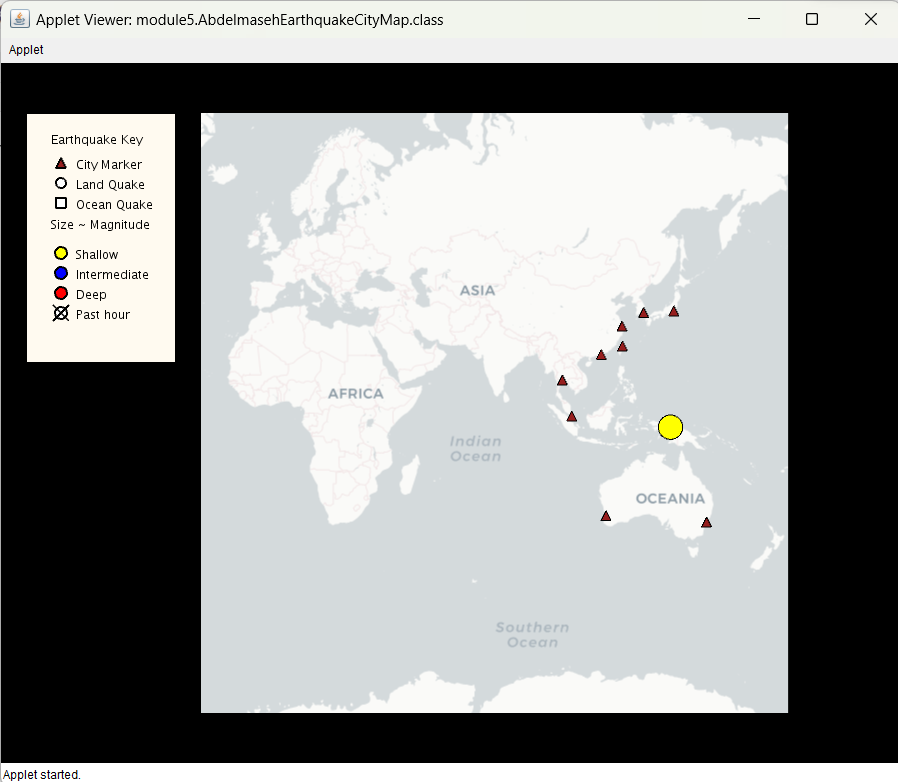 Applet Viewer: module5.AbdelmasehEarthquakeCityMap.class
Applet
Earthquake Key
City Marker
Land Quake
Ocean Quake
Size ~ Magnitude
Shallow
Intermediate
Deep
Past hour
ASIA
AFRICA
Indian
Ocean
OCEANIA
Southern
Ocean
Applet started.